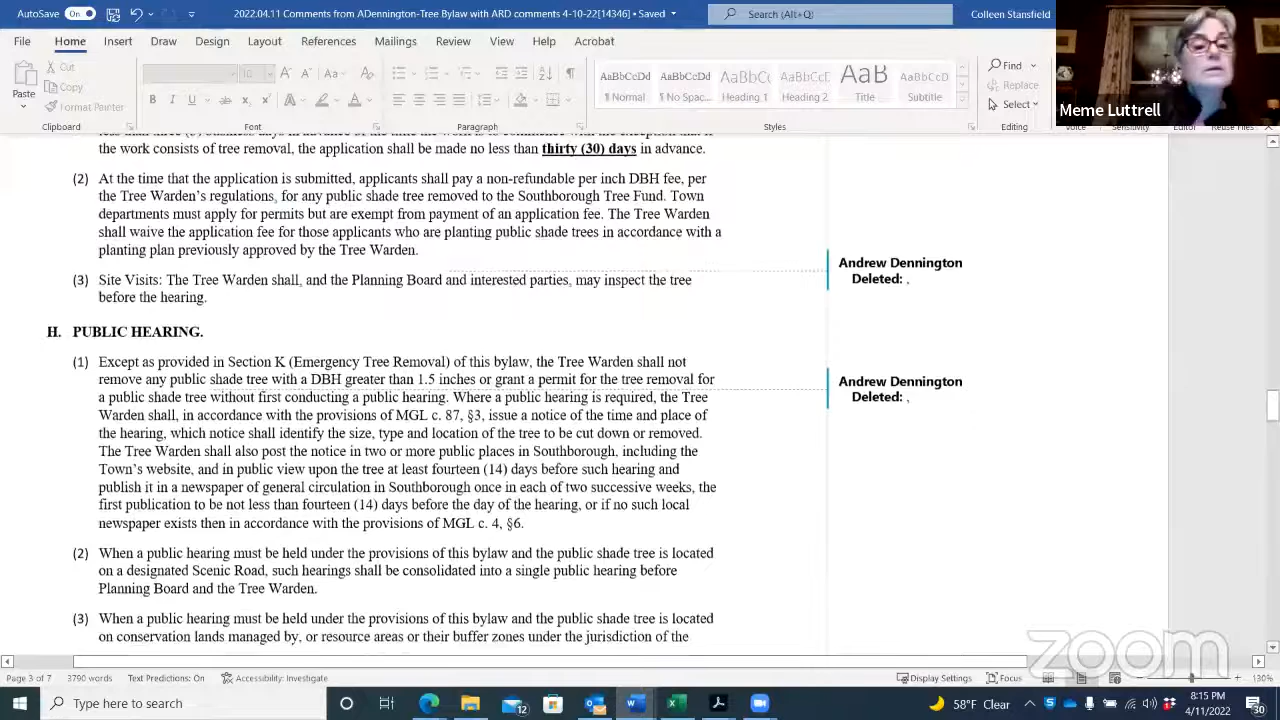 2022.04.11 TREE BYLAW ADL COMMENTS 4-10-22[14346] • Saved
Search (Alt+Q)
Colleen Stansfield
File Home Insert Draw Design Layout References Mailings Review View Help Acrobat
Cut
Copy
Format Painter
Paste
AaBbCcDd AaBbCcDd AaBbC( AaBbCcE AaB AaBbCcD
¶ Normal ¶ No Spac... Heading 1 Heading 2 Title Subtitle
Find
Replace
Select
Clipboard Font Paragraph Styles Editing Voice Sensitivity Editor Reuse Files
Meme Luttrell
the work consists of tree removal, the application shall be made no less than thirty (30) days in advance.
(2) At the time that the application is submitted, applicants shall pay a non-refundable per inch DBH fee, per
the Tree Warden's regulations, for any public shade tree removed to the Southborough Tree Fund. Town
departments must apply for permits but are exempt from payment of an application fee. The Tree Warden
shall waive the application fee for those applicants who are planting public shade trees in accordance with a
planting plan previously approved by the Tree Warden.
(3) Site Visits: The Tree Warden shall, and the Planning Board and interested parties, may inspect the tree
before the hearing.
Andrew Dennington
Deleted: ,
H. PUBLIC HEARING.
(1) Except as provided in Section K (Emergency Tree Removal) of this bylaw, the Tree Warden shall not
remove any public shade tree with a DBH greater than 1.5 inches or grant a permit for the tree removal for
a public shade tree without first conducting a public hearing. Where a public hearing is required, the Tree
Warden shall, in accordance with the provisions of MGL c. 87, §3, issue a notice of the time and place of
the hearing, which notice shall identify the size, type and location of the tree to be cut down or removed.
The Tree Warden shall also post the notice in two or more public places in Southborough, including the
Town's website, and in public view upon the tree at least fourteen (14) days before such hearing and
publish it in a newspaper of general circulation in Southborough once in each of two successive weeks, the
first publication to be not less than fourteen (14) days before the day of the hearing, or if no such local
newspaper exists then in accordance with the provisions of MGL c. 4, §6.
Andrew Dennington
Deleted: ,
(2) When a public hearing must be held under the provisions of this bylaw and the public shade tree is located
on a designated Scenic Road, such hearings shall be consolidated into a single public hearing before
Planning Board and the Tree Warden.
(3) When a public hearing must be held under the provisions of this bylaw and the public shade tree is located
on conservation lands managed by, or resource areas or their buffer zones under the jurisdiction of the
zoom
Page 3 of 7 3790 words Text Predictions: On Accessibility: Investigate
Display Settings Focus 130%
Type here to search
58°F Clear
8:15 PM
4/11/2022